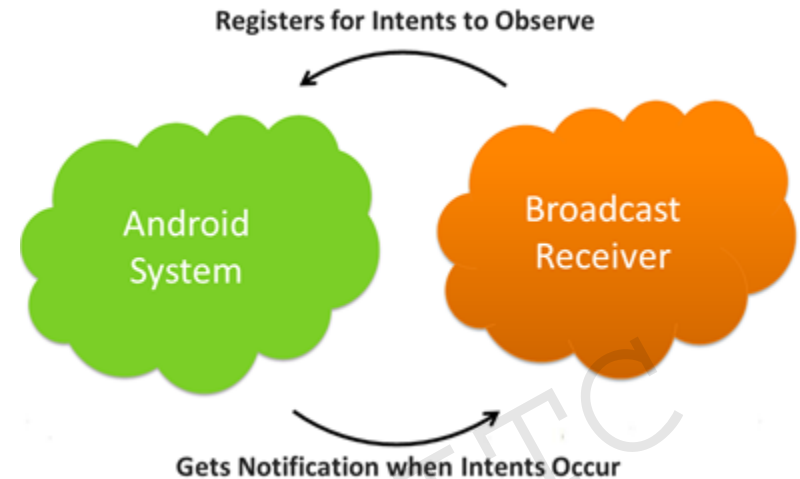 Registers for Intents to Observe
Android
System
Broadcast
Receiver
Gets Notification when Intents Occur